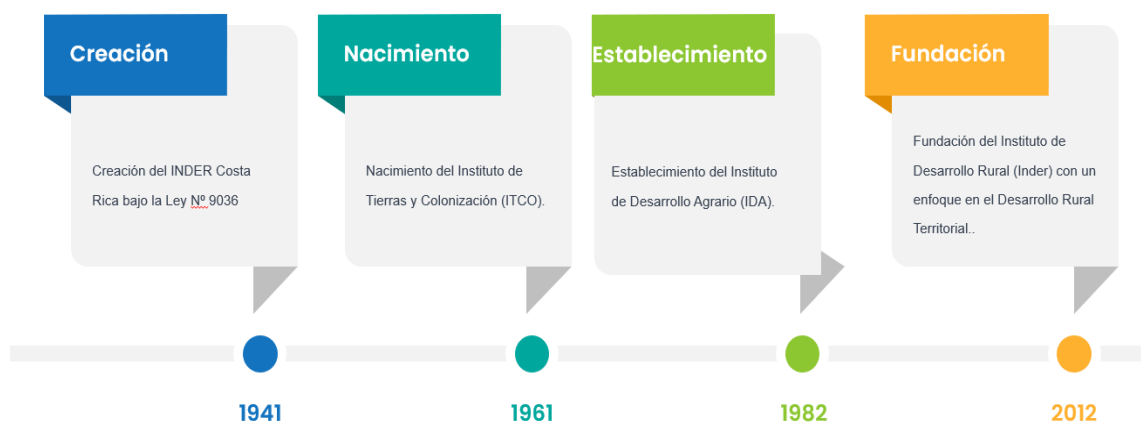 Creación
Creación del INDER Costa
Rica bajo la Ley Nº 9036
1941
Nacimiento
Nacimiento del Instituto de
Tierras y Colonización (ITCO).
1961
Establecimiento
Establecimiento del Instituto
de Desarrollo Agrario (IDA).
1982
Fundación
Fundación del Instituto de
Desarrollo Rural (Inder) con un
enfoque en el Desarrollo Rural
Territorial..
2012